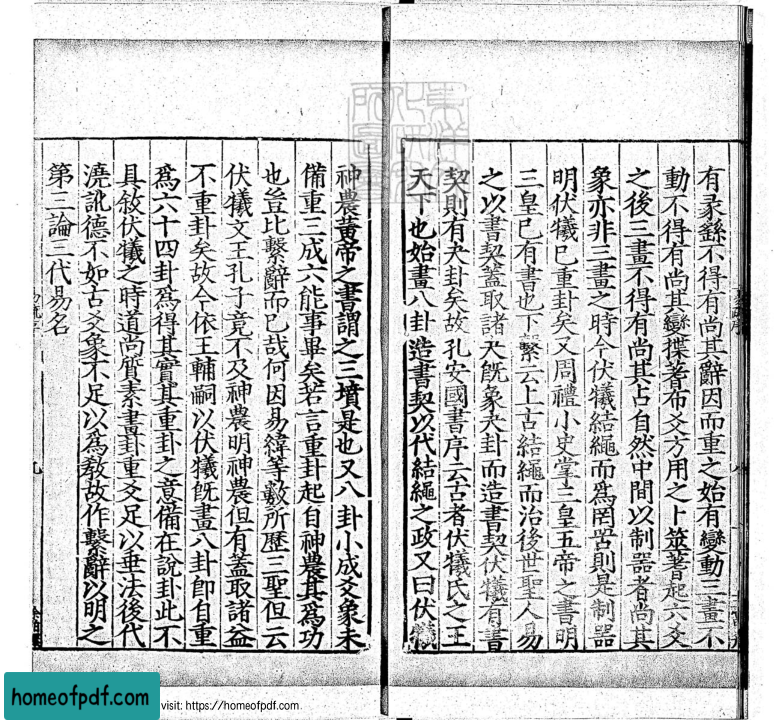 有彖繇不得有尚其辭因而重之始有變動三畫不
動不得有尚其變揲蓍布爻方用之卜筮蓍起六爻
之後三畫不得有尚其占自然中間以制器者尚其
象亦非三畫之時今伏犧結繩而爲罔罟則是制器
明伏犧已重卦矣又周禮小史掌三皇五帝之書明
三皇已有書也下繫云上古結繩而治後世聖人易
之以書契蓋取諸夬旣象夬卦而造書契伏犧有書
契則有夬卦矣故孔安國書序云古者伏犧氏之王
天下也始畫八卦造書契以代結繩之政又曰伏犧
神農黃帝之書謂之三墳是也又八卦小成爻象未
備重三成六能事畢矣若言重卦起自神農其爲功
也豈比繫辭而已哉何因易緯等數所歷三聖但云
伏犧文王孔子竟不及神農明神農但有蓋取諸益
不重卦矣故今依王輔嗣以伏犧旣畫八卦卽自重
爲六十四卦爲得其實其重卦之意備在說卦此不
具敘伏犧之時道尚質素畫卦重爻足以垂法後代
澆訛德不如古爻象不足以爲敎故作繫辭以明之
第三論三代易名
homeofpdf.com
visit: https://homeofpdf.com